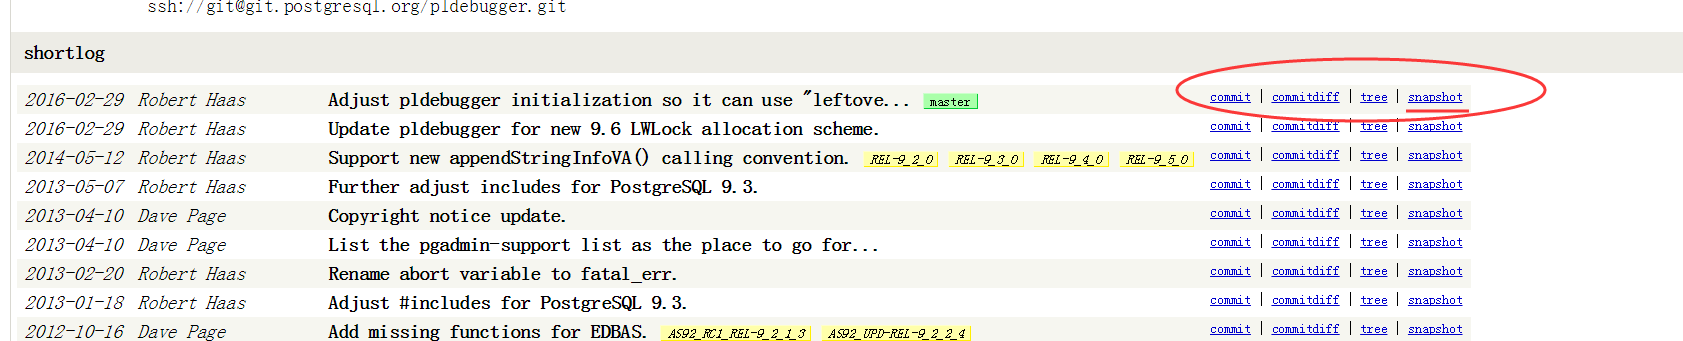 ssh://git@git.postgresql.org/pldebugger.git
shortlog
2016-02-29 Robert Haas Adjust pldebugger initialization so it can use "leftove... master commit | commitdiff | tree | snapshot
2016-02-29 Robert Haas Update pldebugger for new 9.6 LWLock allocation scheme. commit | commitdiff | tree | snapshot
2014-05-12 Robert Haas Support new appendStringInfoVA() calling convention. REL-9_2_0 REL-9_3_0 REL-9_4_0 REL-9_5_0 commit | commitdiff | tree | snapshot
2013-05-07 Robert Haas Further adjust includes for PostgreSQL 9.3. commit | commitdiff | tree | snapshot
2013-04-10 Dave Page Copyright notice update. commit | commitdiff | tree | snapshot
2013-04-10 Dave Page List the pgadmin-support list as the place to go for... commit | commitdiff | tree | snapshot
2013-02-20 Robert Haas Rename abort variable to fatal_err. commit | commitdiff | tree | snapshot
2013-01-18 Robert Haas Adjust #includes for PostgreSQL 9.3. commit | commitdiff | tree | snapshot
2012-10-16 Dave Page Add missing functions for EDBAS. AS92_RC1_REL-9_2_1_3 AS92_UPD-REL-9_2_2_4 commit | commitdiff | tree | snapshot